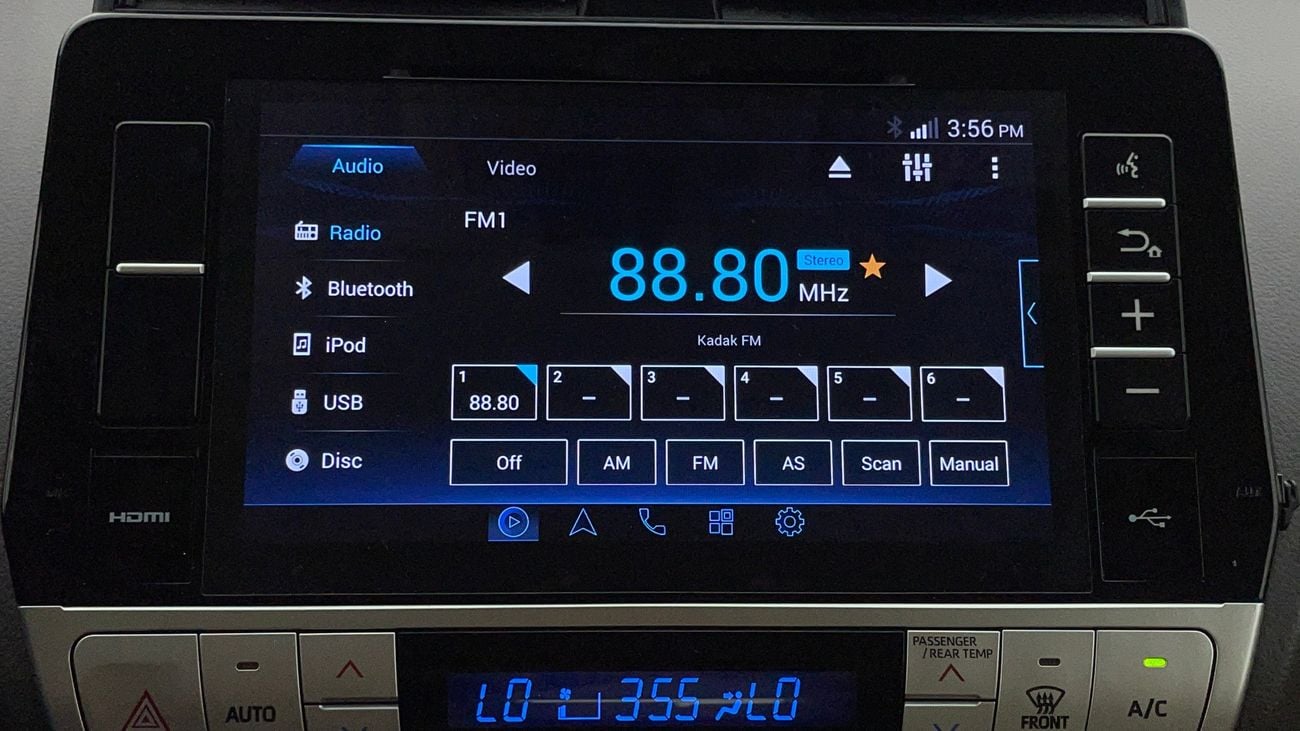 3:56 PM
Audio
Video
FM1
Radio
Bluetooth
iPod
USB
Disc
88.80
Stereo
MHz
Kadak FM
1
88.80
2
–
3
–
4
–
5
–
6
–
Off
AM
FM
AS
Scan
Manual
HDMI
AUTO
LO
355
LO
PASSENGER
/REAR TEMP
FRONT
A/C